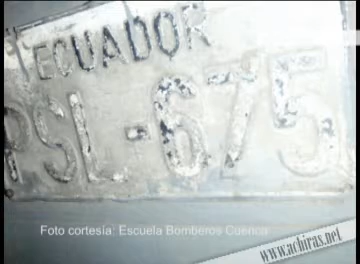 ECUADOR
PSL-675
Foto cortesía: Escuela Bomberos Cuenca
www.achiras.net